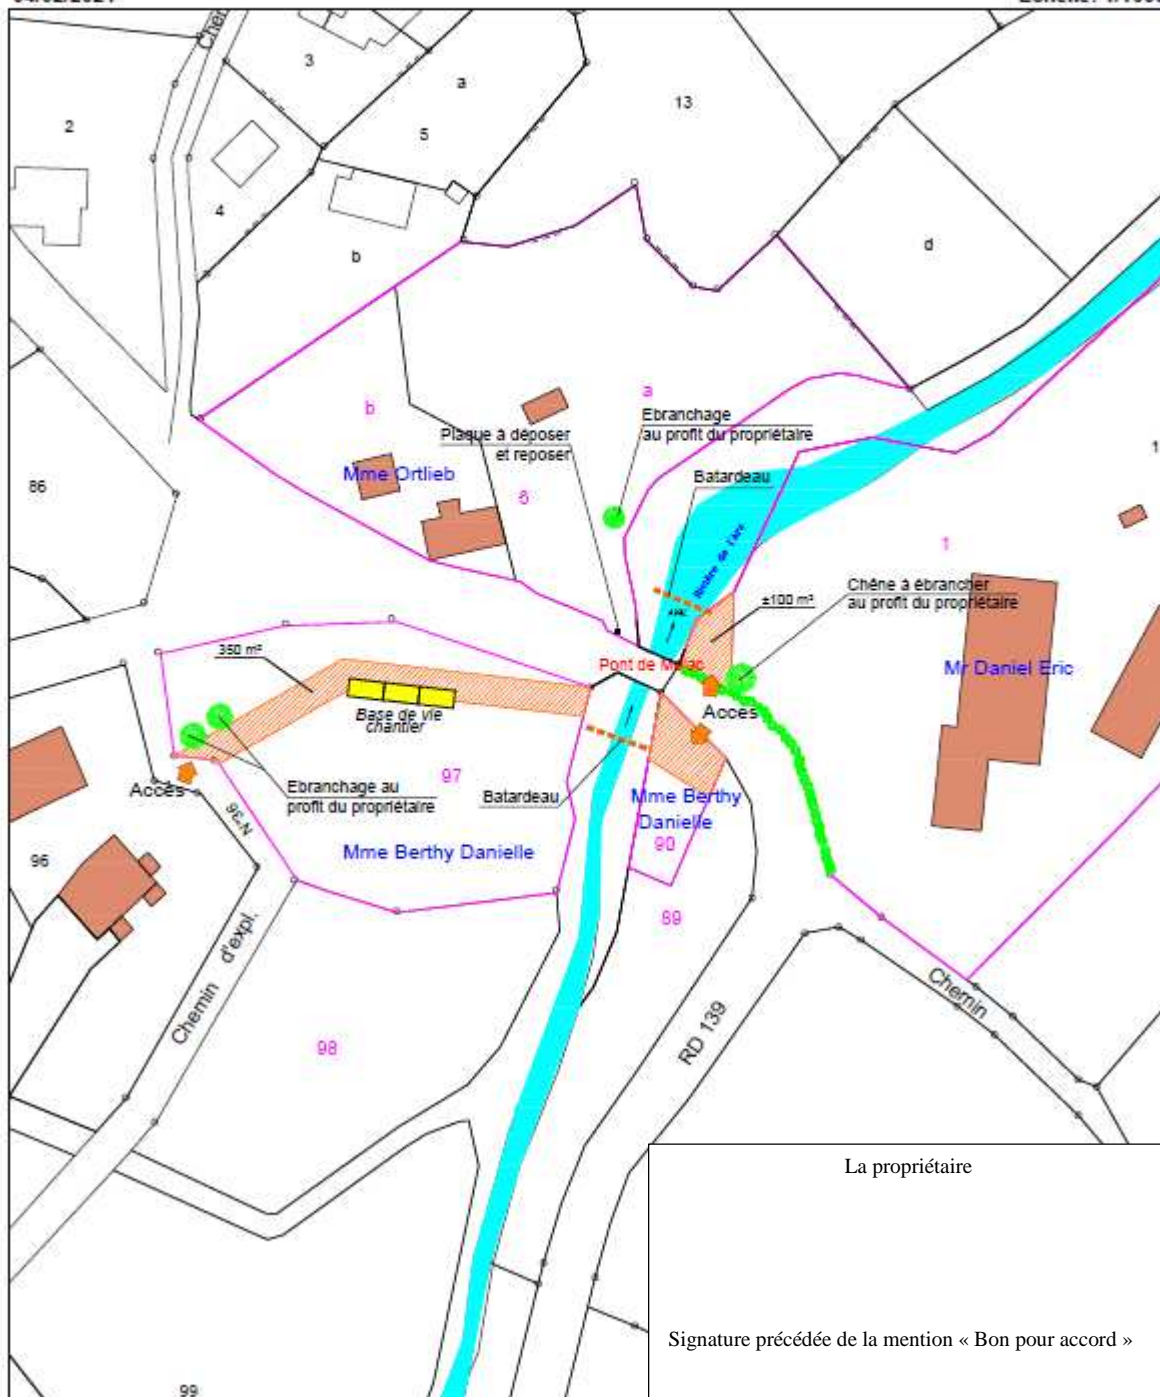 3
a
13
2
5
4
b
d
b
a
Ebranchage
au profit du propriétaire
Plaque à déposer
et reposer
Mme Ortlieb
Batardeau
86
6
1
1
Chêne à ébrancher
au profit du propriétaire
±100 m²
350 m²
Pont de Molac
Mr Daniel Eric
Base de vie
chantier
Accès
Accès
97
Ebranchage au
profit du propriétaire
Batardeau
Mme Berthy
Danielle
N°36
90
96
Mme Berthy Danielle
89
Chemin d'expl.
Chemin
RD 139
98
La propriétaire
Signature précédée de la mention « Bon pour accord »
99